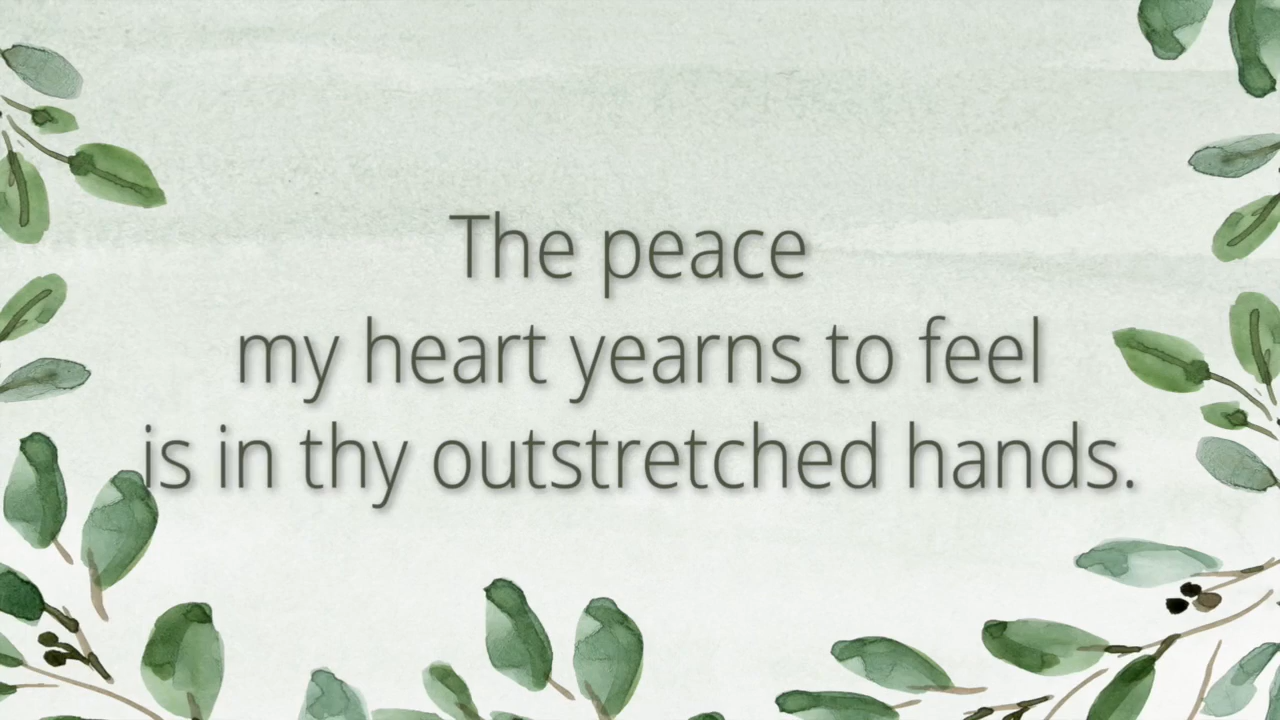 The peace
my heart yearns to feel
is in thy outstretched hands.